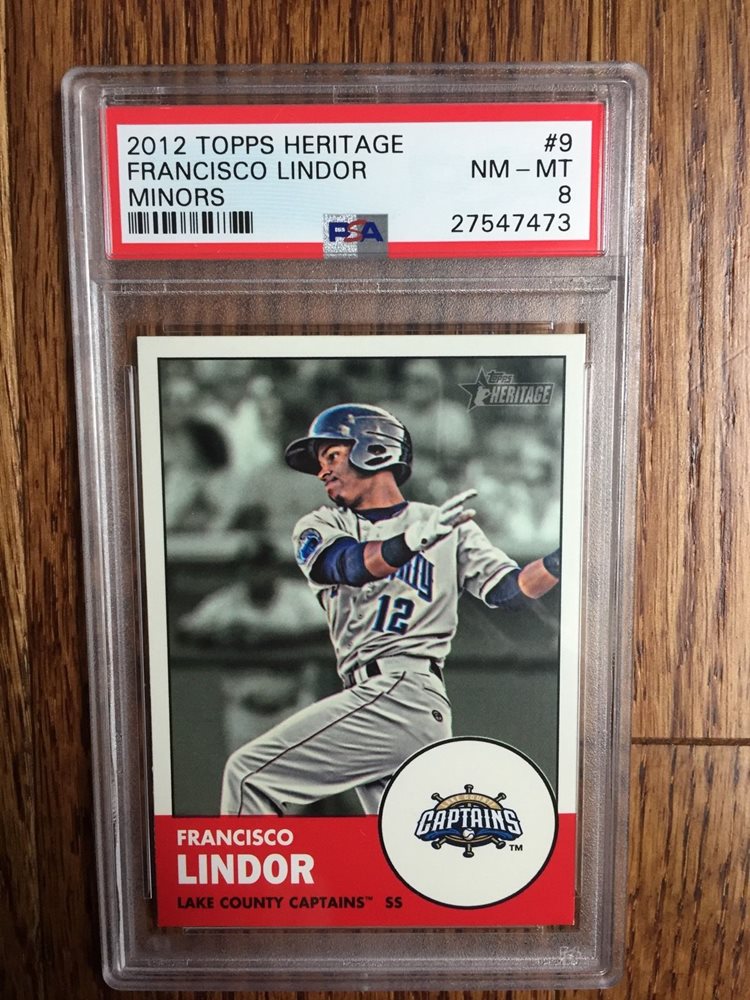 2012 TOPPS HERITAGE #9
FRANCISCO LINDOR NM - MT
MINORS 8
PSA 27547473
Topps
HERITAGE
12
CAPTAINS
TM
FRANCISCO
LINDOR
LAKE COUNTY CAPTAINS™ SS